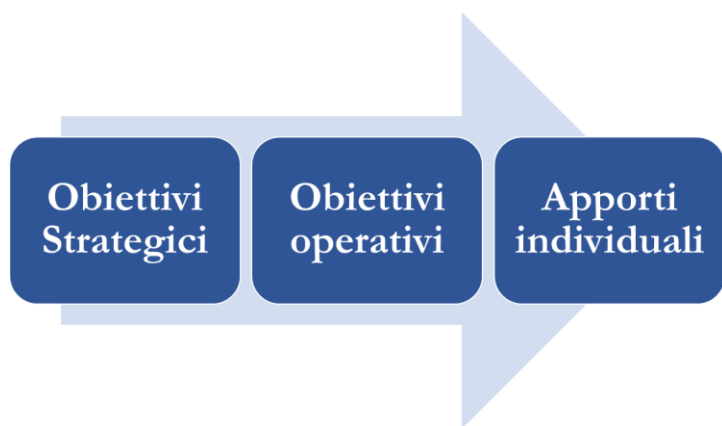 Obiettivi
Strategici
Obiettivi
operativi
Apporti
individuali